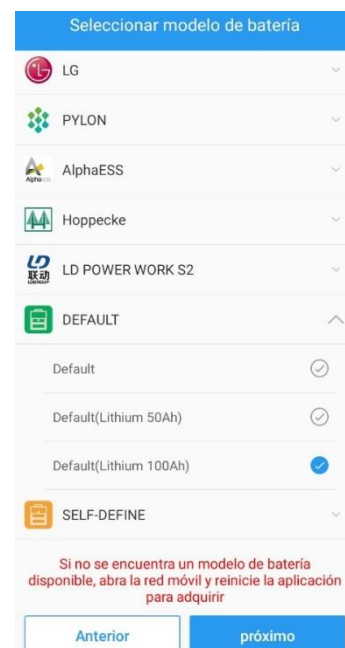 Seleccionar modelo de batería
LG
PYLON
AlphaESS
Hoppecke
LD POWER WORK S2
DEFAULT
Default
Default(Lithium 50Ah)
Default(Lithium 100Ah)
SELF-DEFINE
Si no se encuentra un modelo de batería
disponible, abra la red móvil y reinicie la aplicación
para adquirir
Anterior
próximo